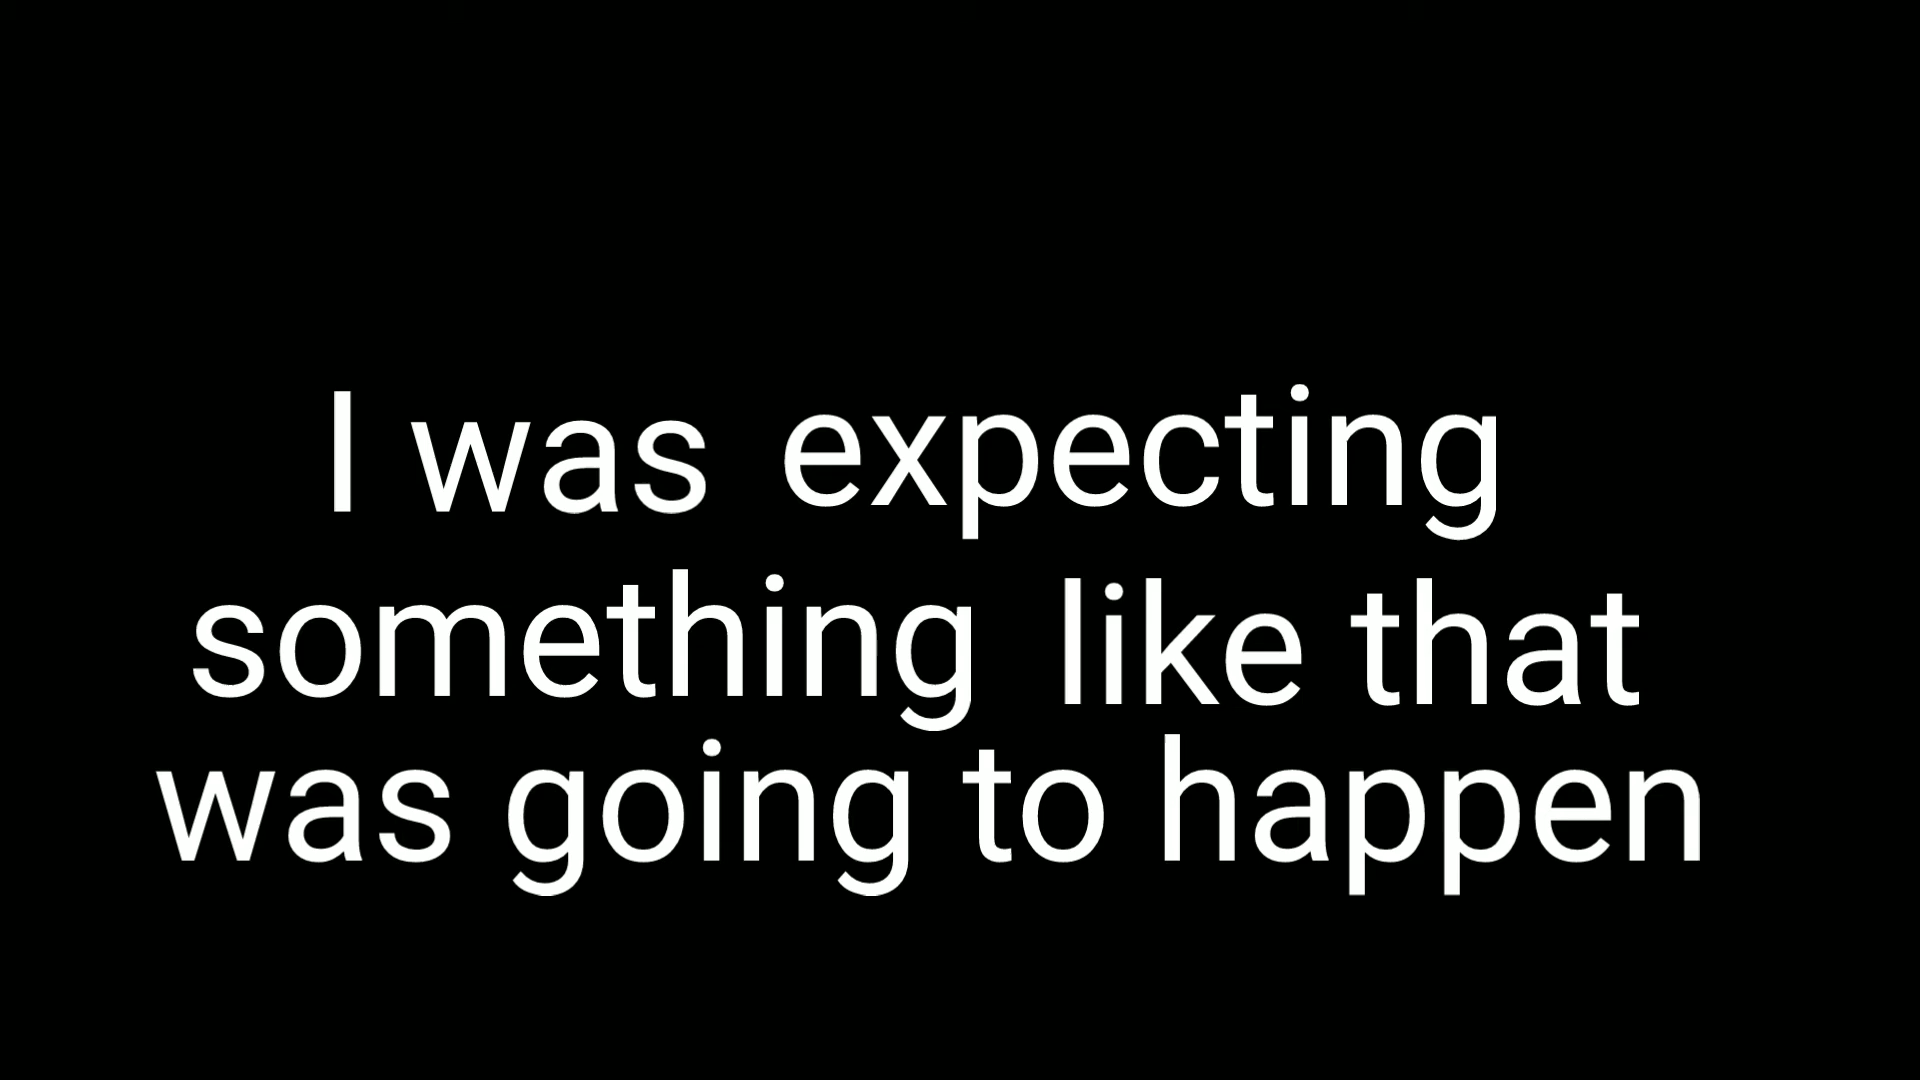 I was expecting
something like that
was going to happen